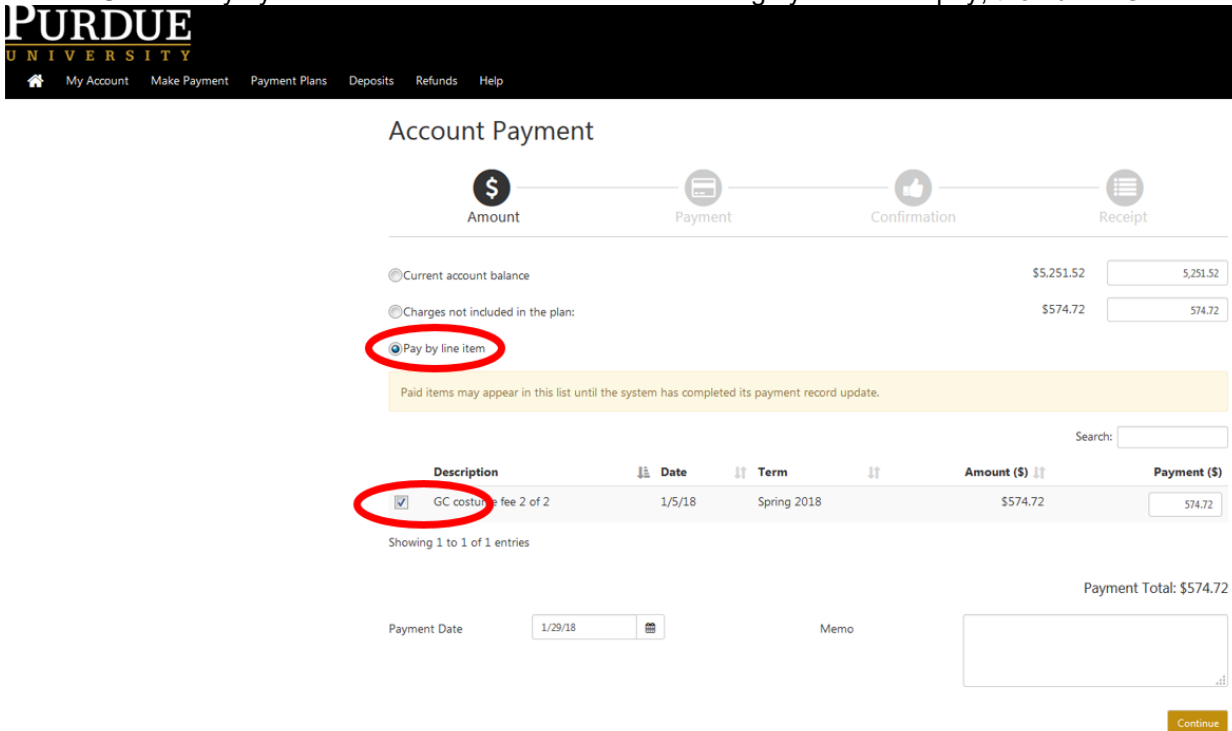 PURDUE
UNIVERSITY
My Account Make Payment Payment Plans Deposits Refunds Help
Account Payment
$
Amount Payment Confirmation Receipt
Current account balance $5,251.52 5,251.52
Charges not included in the plan: $574.72 574.72
Pay by line item
Paid items may appear in this list until the system has completed its payment record update.
Search:
Description Date Term Amount ($) Payment ($)
GC costume fee 2 of 2 1/5/18 Spring 2018 $574.72 574.72
Showing 1 to 1 of 1 entries
Payment Total: $574.72
Payment Date 1/29/18 Memo
Continue